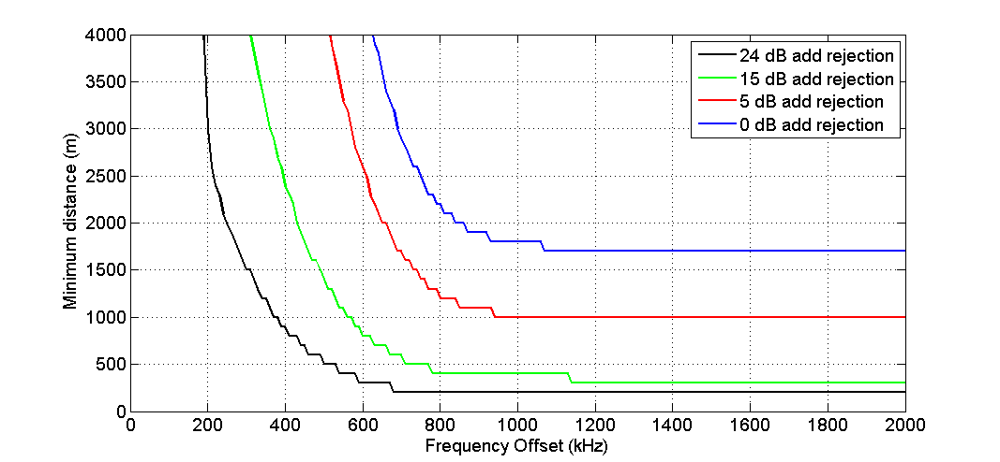 4000
3500
3000
2500
2000
1500
1000
500
0
Minimum distance (m)
24 dB add rejection
15 dB add rejection
5 dB add rejection
0 dB add rejection
0 200 400 600 800 1000 1200 1400 1600 1800 2000
Frequency Offset (kHz)